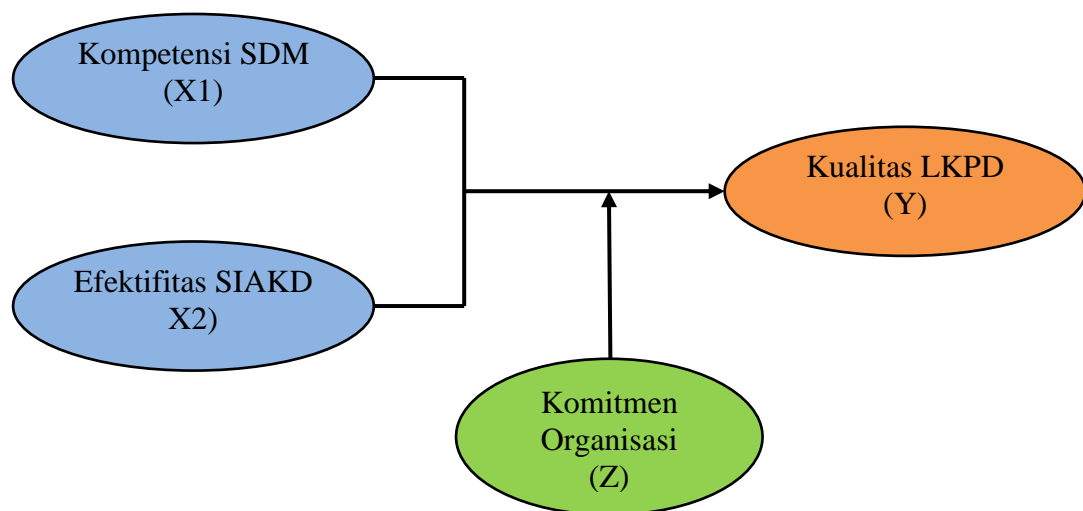 Kompetensi SDM
(X1)
Kualitas LKPD
(Y)
Efektifitas SIAKD
X2)
Komitmen
Organisasi
(Z)